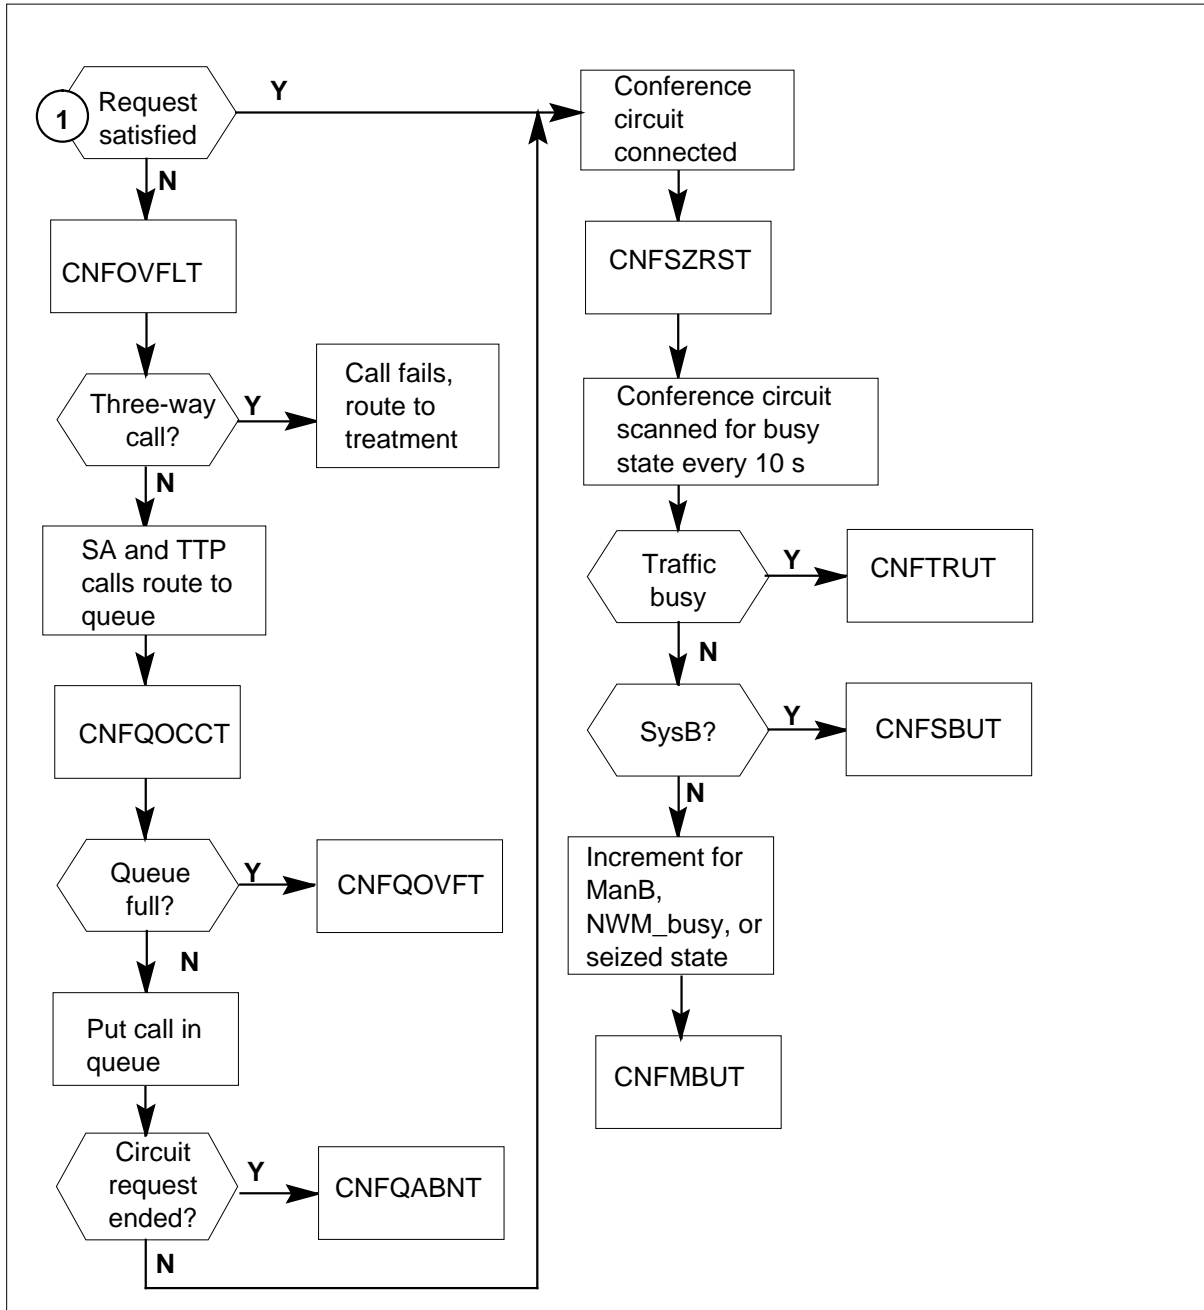 1
Request
satisfied
Y
N
CNFOVFLT
Three-way
call?
Y
Call fails,
route to
treatment
N
SA and TTP
calls route to
queue
CNFQOCCT
Queue
full?
Y
CNFQOVFT
N
Put call in
queue
Circuit
request
ended?
Y
CNFQABNT
N
Conference
circuit
connected
CNFSZRST
Conference circuit
scanned for busy
state every 10 s
Traffic
busy
Y
CNFTRUT
N
SysB?
Y
CNFSBUT
N
Increment for
ManB,
NWM_busy, or
seized state
CNFMBUT